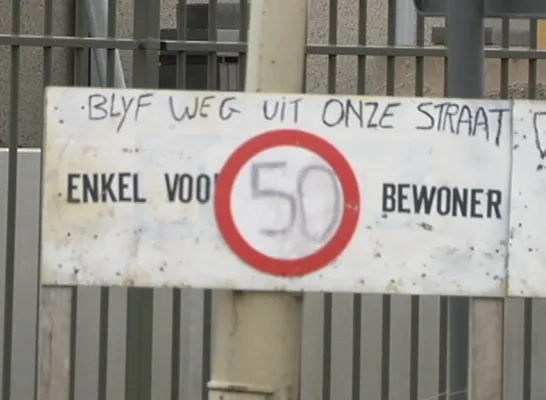 BLYF WEG UIT ONZE STRAAT
ENKEL VOO 50 BEWONER